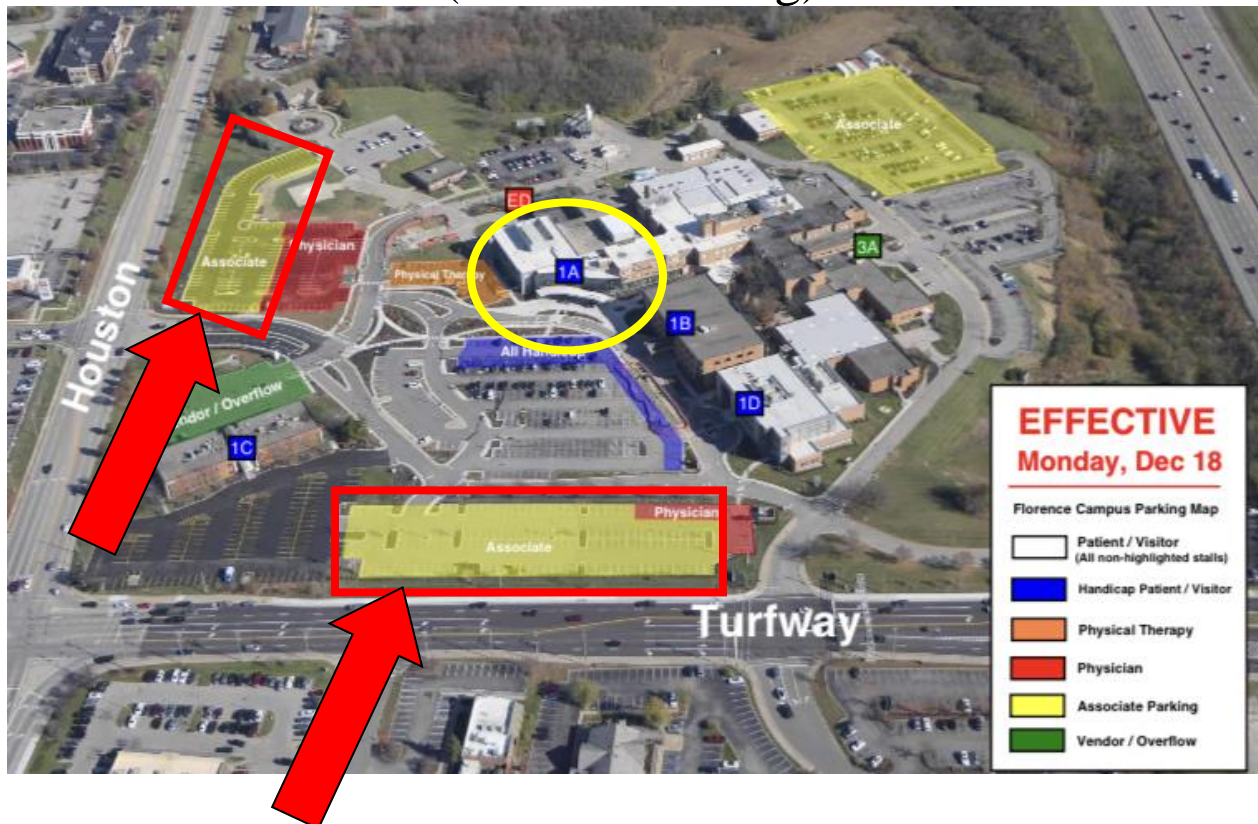 Associate
ED
Physician
Associate
3A
Physical Therapy
1A
Houston
1B
All Handicap
Vendor / Overflow
1D
1C
Physician
Associate
Turfway
EFFECTIVE
Monday, Dec 18
Florence Campus Parking Map
Patient / Visitor
(All non-highlighted stalls)
Handicap Patient / Visitor
Physical Therapy
Physician
Associate Parking
Vendor / Overflow